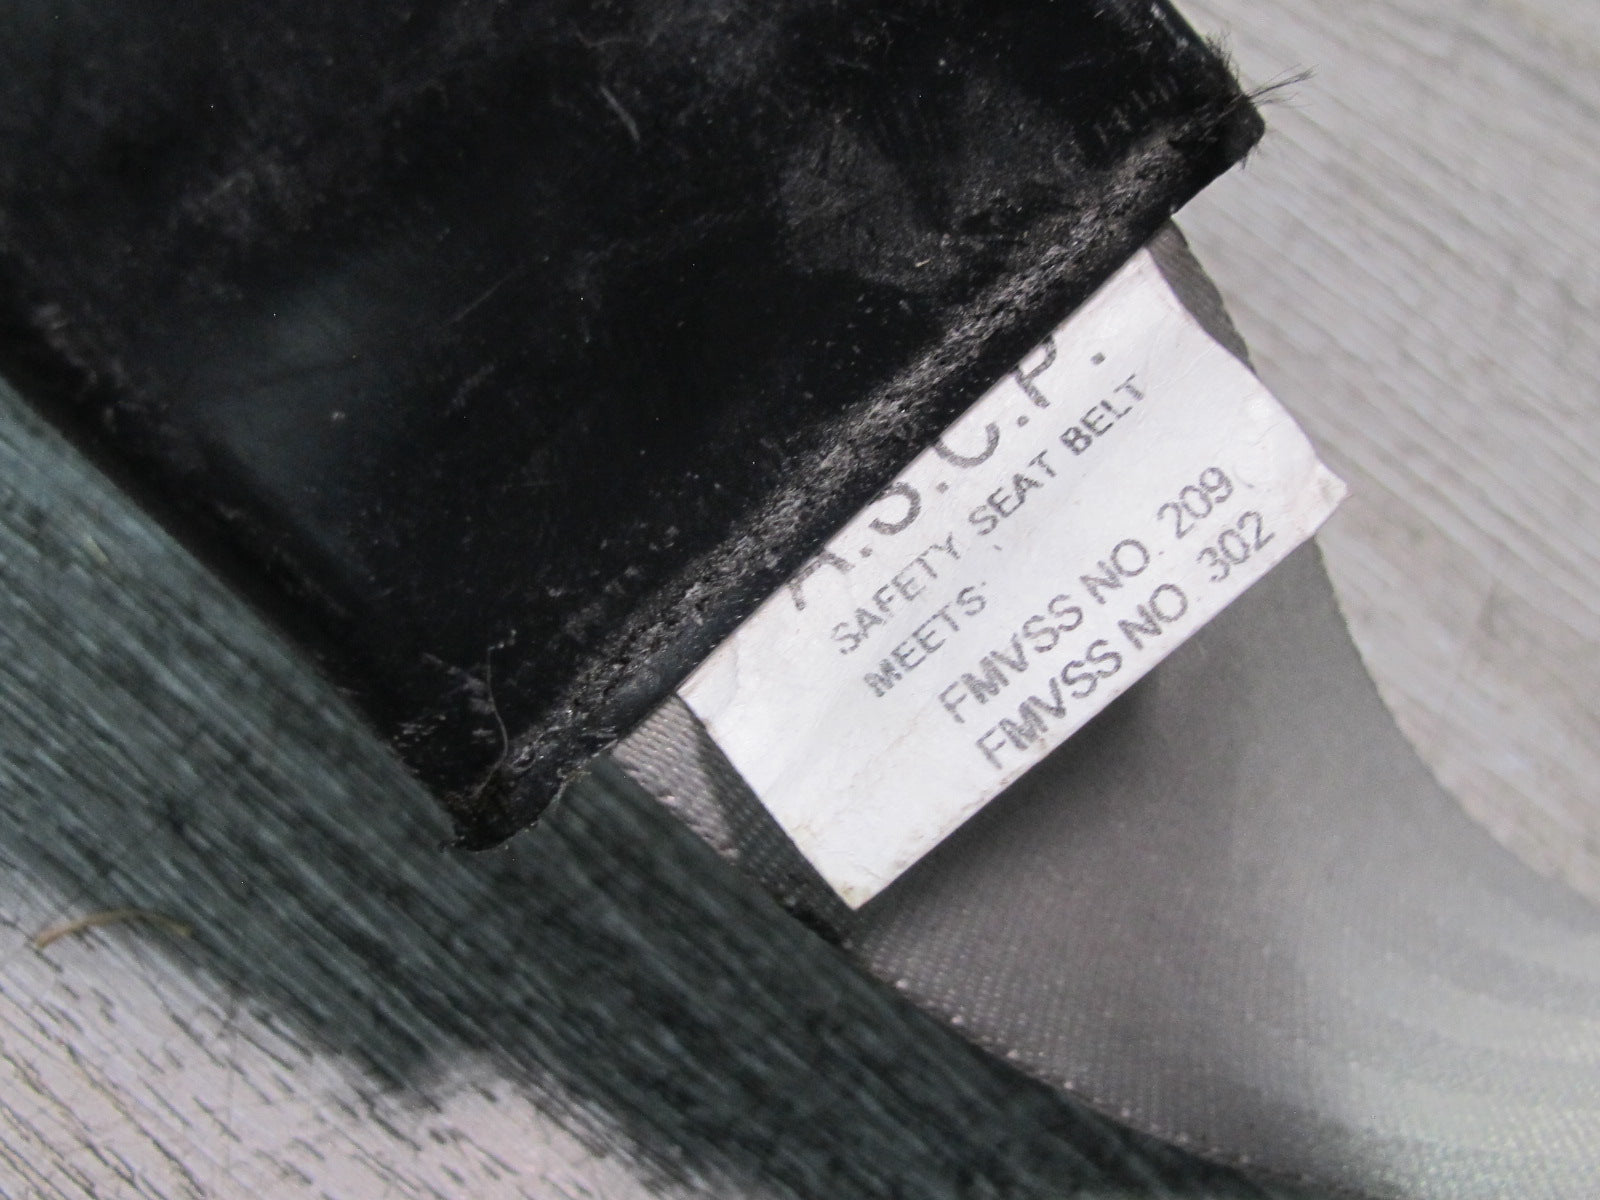 A.S.C.P.
SAFETY SEAT BELT
MEETS
FMVSS NO. 209
FMVSS NO. 302